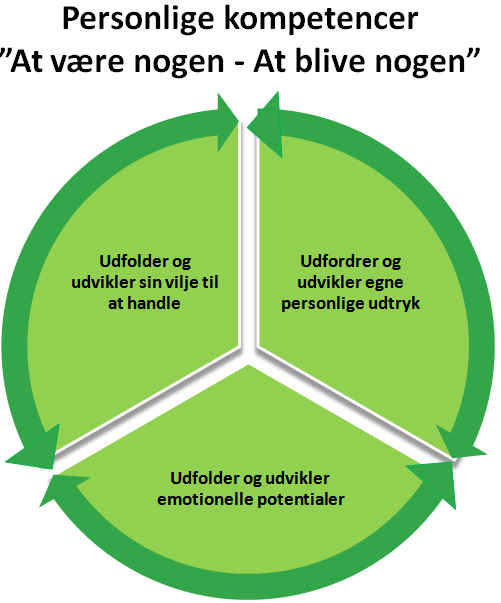 Personlige kompetencer
”At være nogen - At blive nogen”
Udfolder og
udvikler sin vilje til
at handle
Udfordrer og
udvikler egne
personlige udtryk
Udfolder og udvikler
emotionelle potentialer